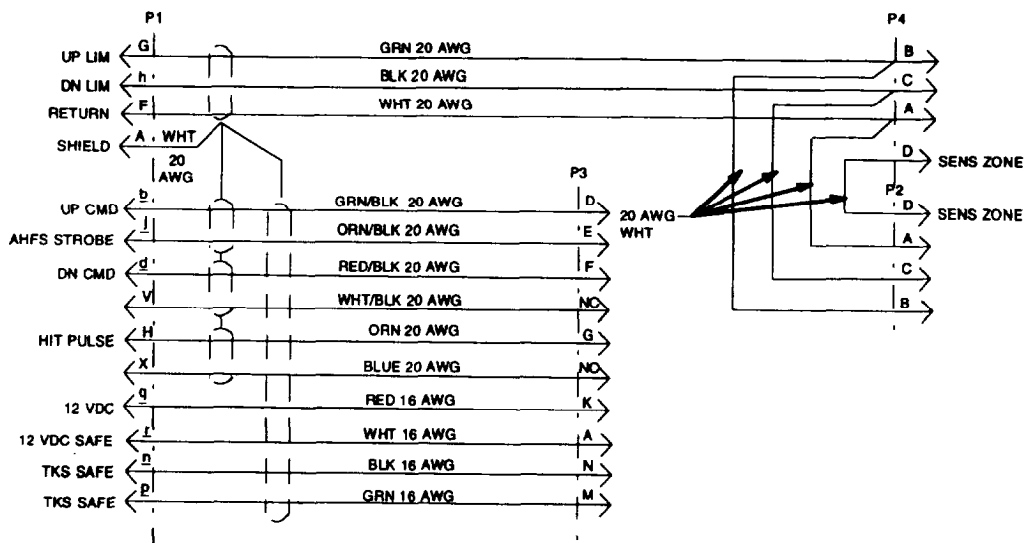 P1 P4
UP LIM G GRN 20 AWG B
DN LIM h BLK 20 AWG C
RETURN F WHT 20 AWG A
SHIELD A WHT 20 AWG
D SENS ZONE
P3 P2
UP CMD b GRN/BLK 20 AWG D 20 AWG WHT D SENS ZONE
AHFS STROBE j ORN/BLK 20 AWG E A
DN CMD d RED/BLK 20 AWG F C
V WHT/BLK 20 AWG NC B
HIT PULSE H ORN 20 AWG G
X BLUE 20 AWG NC
12 VDC q RED 16 AWG K
12 VDC SAFE r WHT 16 AWG A
TKS SAFE n BLK 16 AWG N
TKS SAFE p GRN 16 AWG M